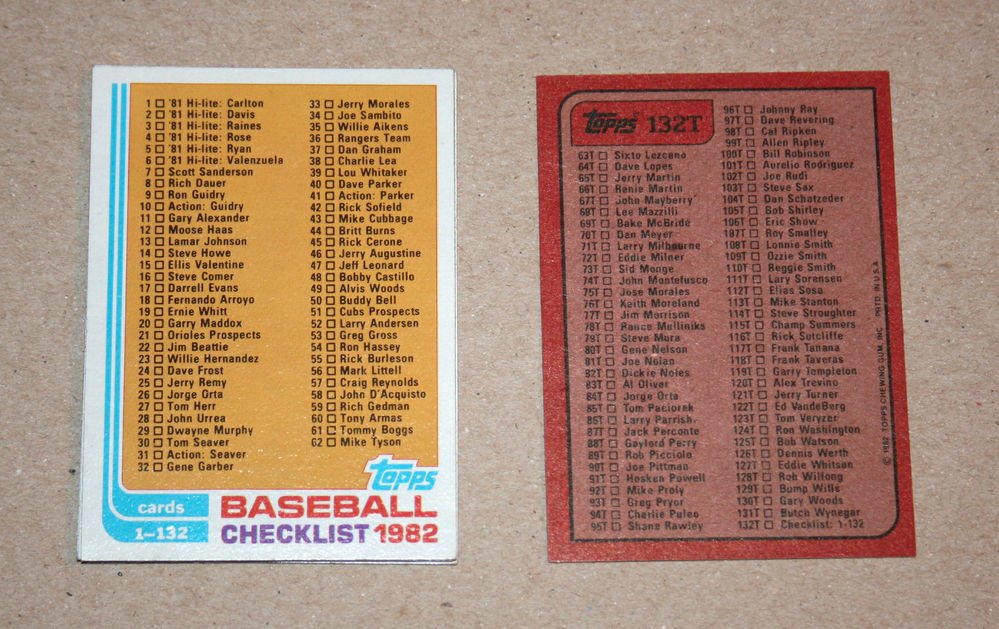 1 '81 Hi-lite: Carlton
2 '81 Hi-lite: Davis
3 '81 Hi-lite: Raines
4 '81 Hi-lite: Rose
5 '81 Hi-lite: Ryan
6 '81 Hi-lite: Valenzuela
7 Scott Sanderson
8 Rich Dauer
9 Ron Guidry
10 Action: Guidry
11 Gary Alexander
12 Moose Haas
13 Lamar Johnson
14 Steve Howe
15 Ellis Valentine
16 Steve Comer
17 Darrell Evans
18 Fernando Arroyo
19 Ernie Whitt
20 Garry Maddox
21 Orioles Prospects
22 Jim Beattie
23 Willie Hernandez
24 Dave Frost
25 Jerry Remy
26 Jorge Orta
27 Tom Herr
28 John Urrea
29 Dwayne Murphy
30 Tom Seaver
31 Action: Seaver
32 Gene Garber
33 Jerry Morales
34 Joe Sambito
35 Willie Aikens
36 Rangers Team
37 Dan Graham
38 Charlie Lea
39 Lou Whitaker
40 Dave Parker
41 Action: Parker
42 Rick Sofield
43 Mike Cubbage
44 Britt Burns
45 Rick Cerone
46 Jerry Augustine
47 Jeff Leonard
48 Bobby Castillo
49 Alvis Woods
50 Buddy Bell
51 Cubs Prospects
52 Larry Andersen
53 Greg Gross
54 Ron Hassey
55 Rick Burleson
56 Mark Littell
57 Craig Reynolds
58 John D'Acquisto
59 Rich Gedman
60 Tony Armas
61 Tommy Boggs
62 Mike Tyson
topps
cards
1-132
BASEBALL
CHECKLIST 1982
topps 132T
63T Sixto Lezcano
64T Dave Lopes
65T Jerry Martin
66T Renie Martin
67T John Mayberry
68T Lee Mazzilli
69T Bake McBride
70T Dan Meyer
71T Larry Milbourne
72T Eddie Milner
73T Sid Monge
74T John Montefusco
75T Jose Morales
76T Keith Moreland
77T Jim Morrison
78T Rance Mulliniks
79T Steve Mura
80T Gene Nelson
81T Joe Nolan
82T Dickie Noles
83T Al Oliver
84T Jorge Orta
85T Tom Paciorek
86T Larry Parrish
87T Jack Perconte
88T Gaylord Perry
89T Rob Picciolo
90T Joe Pittman
91T Hosken Powell
92T Mike Proly
93T Greg Pryor
94T Charlie Puleo
95T Shane Rawley
96T Johnny Ray
97T Dave Revering
98T Cal Ripken
99T Allen Ripley
100T Bill Robinson
101T Aurelio Rodriguez
102T Joe Rudi
103T Steve Sax
104T Dan Schatzeder
105T Bob Shirley
106T Eric Show
107T Roy Smalley
108T Lonnie Smith
109T Ozzie Smith
110T Reggie Smith
111T Lary Sorensen
112T Elias Sosa
113T Mike Stanton
114T Steve Stroughter
115T Champ Summers
116T Rick Sutcliffe
117T Frank Tanana
118T Frank Taveras
119T Garry Templeton
120T Alex Trevino
121T Jerry Turner
122T Ed VandeBerg
123T Tom Veryzer
124T Ron Washington
125T Bob Watson
126T Dennis Werth
127T Eddie Whitson
128T Rob Wilfong
129T Bump Wills
130T Gary Woods
131T Butch Wynegar
132T Checklist: 1-132
© 1982 TOPPS CHEWING GUM, INC. PRTD. IN U.S.A.